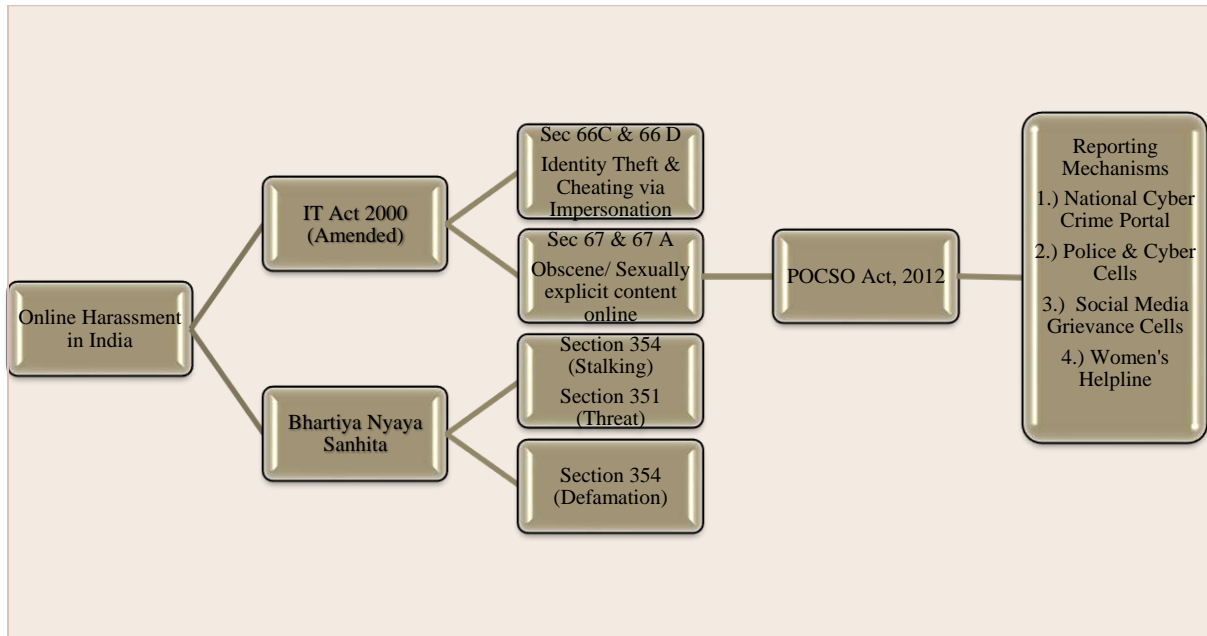 Online Harassment
in India
IT Act 2000
(Amended)
Bhartiya Nyaya
Sanhita
Sec 66C & 66 D
Identity Theft &
Cheating via
Impersonation
Sec 67 & 67 A
Obscene/ Sexually
explicit content
online
Section 354
(Stalking)
Section 351
(Threat)
Section 354
(Defamation)
POCSO Act, 2012
Reporting
Mechanisms
1.) National Cyber
Crime Portal
2.) Police & Cyber
Cells
3.) Social Media
Grievance Cells
4.) Women's
Helpline